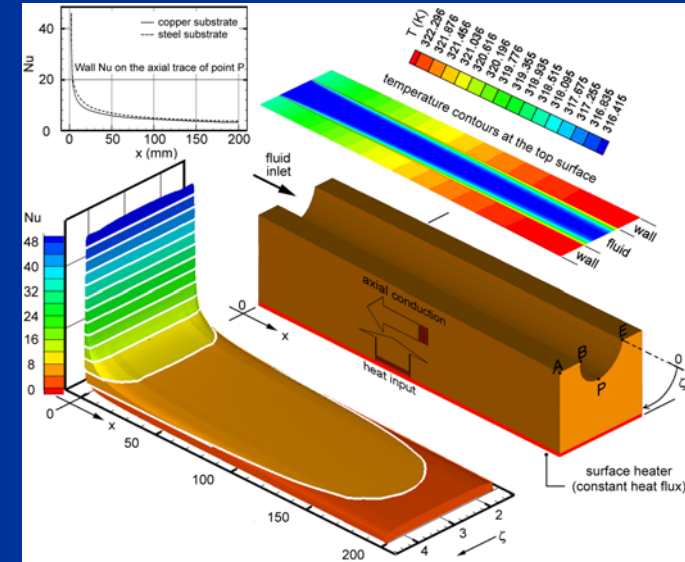 Nu
40
20
0
copper substrate
steel substrate
Wall Nu on the axial trace of point P
0 50 100 150 200
x (mm)
T (K)
322.296
321.876
321.456
321.036
320.616
320.196
319.776
319.355
318.935
318.515
318.095
317.675
317.255
316.835
316.415
temperature contours at the top surface
wall
fluid
wall
fluid
inlet
0
x
axial conduction
heat input
A
B
P
E
0
ζ
surface heater
(constant heat flux)
Nu
48
40
32
24
16
8
0
0
x
50
100
150
200
4
3
2
ζ